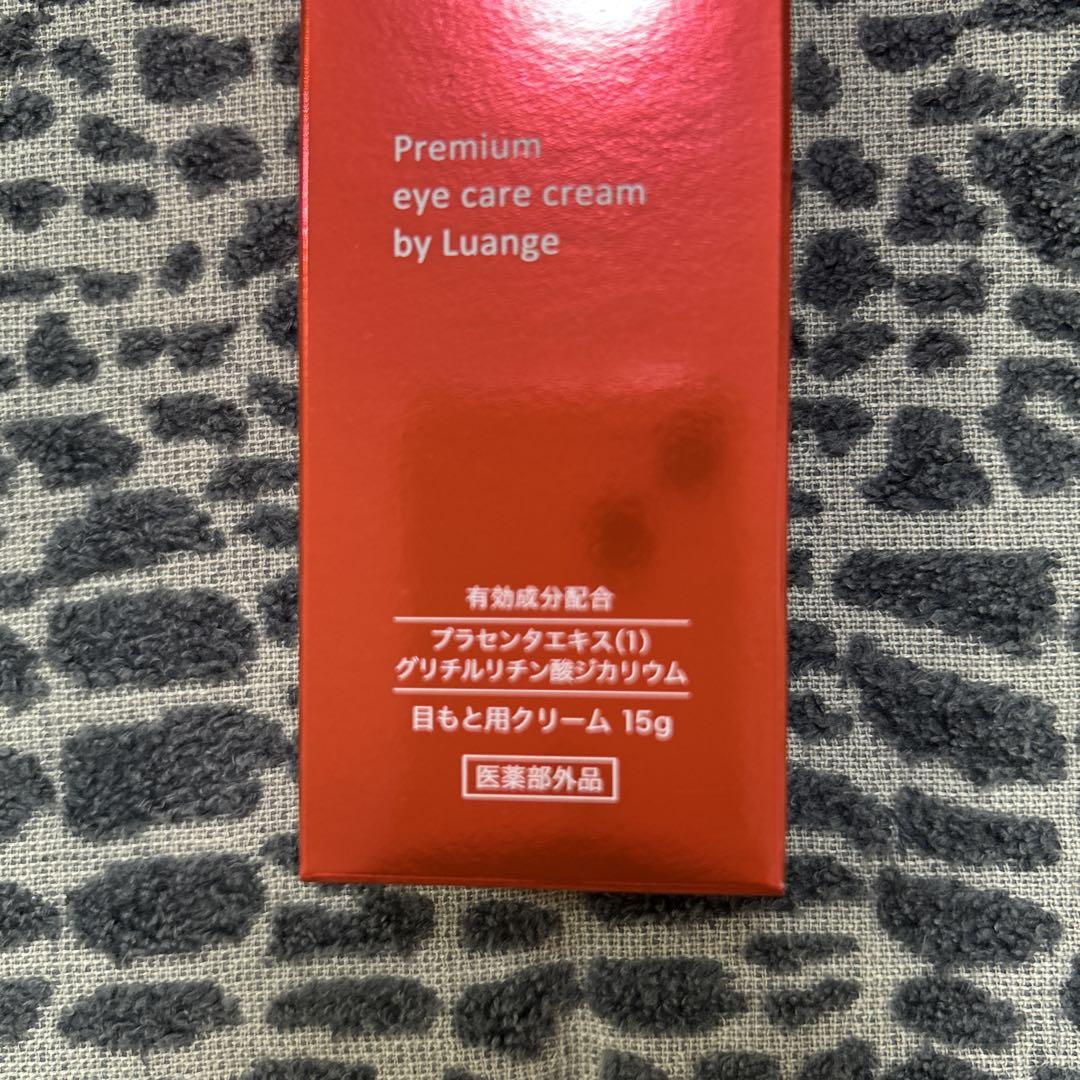 Premium
eye care cream
by Luange
有効成分配合
プラセンタエキス(1)
グリチルリチン酸ジカリウム
目もと用クリーム 15g
医薬部外品